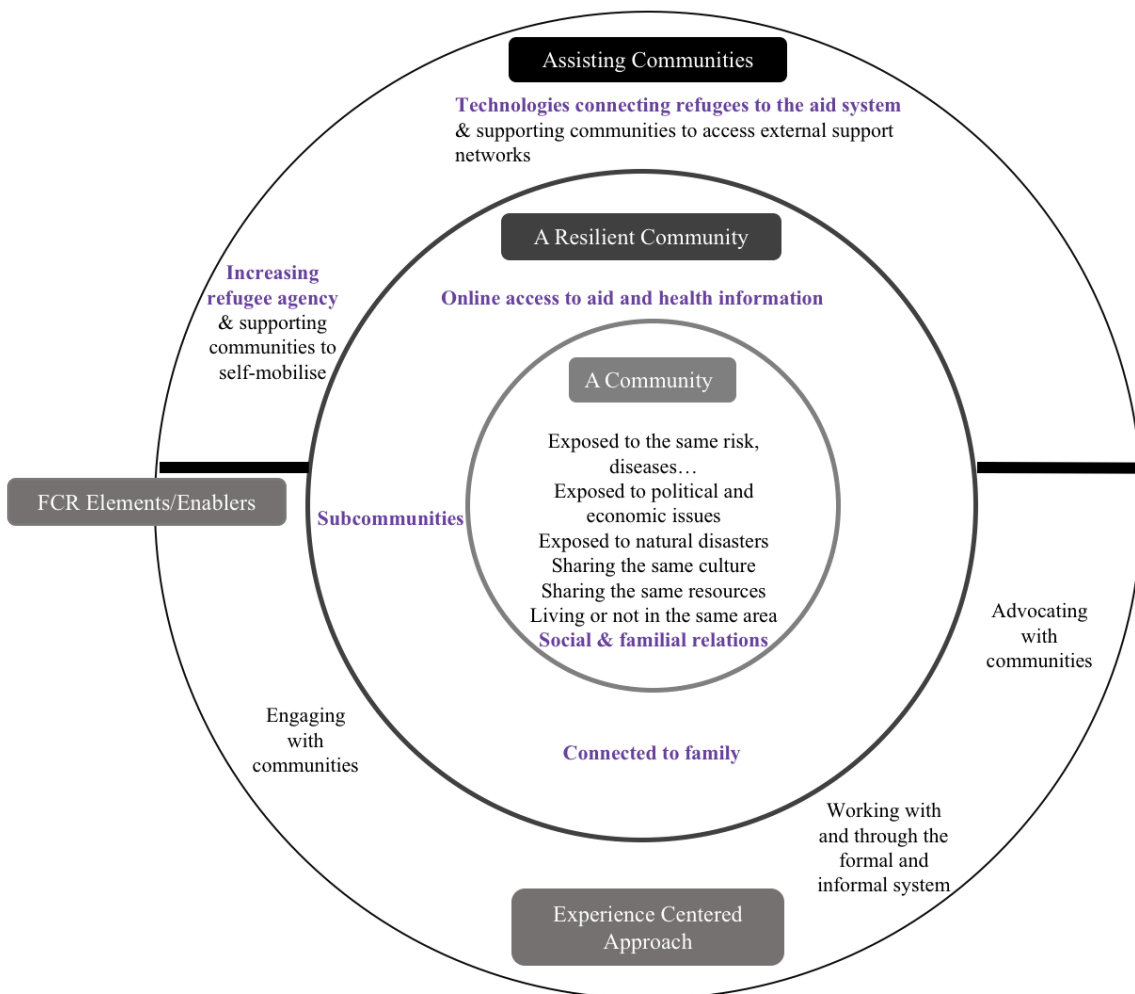 Assisting Communities
Technologies connecting refugees to the aid system
& supporting communities to access external support
networks
A Resilient Community
Increasing
refugee agency
& supporting
communities to
self-mobilise
Online access to aid and health information
A Community
Exposed to the same risk,
diseases…
Exposed to political and
economic issues
Exposed to natural disasters
Sharing the same culture
Sharing the same resources
Living or not in the same area
Social & familial relations
FCR Elements/Enablers
Subcommunities
Advocating
with
communities
Engaging
with
communities
Connected to family
Working with
and through the
formal and
informal system
Experience Centered
Approach